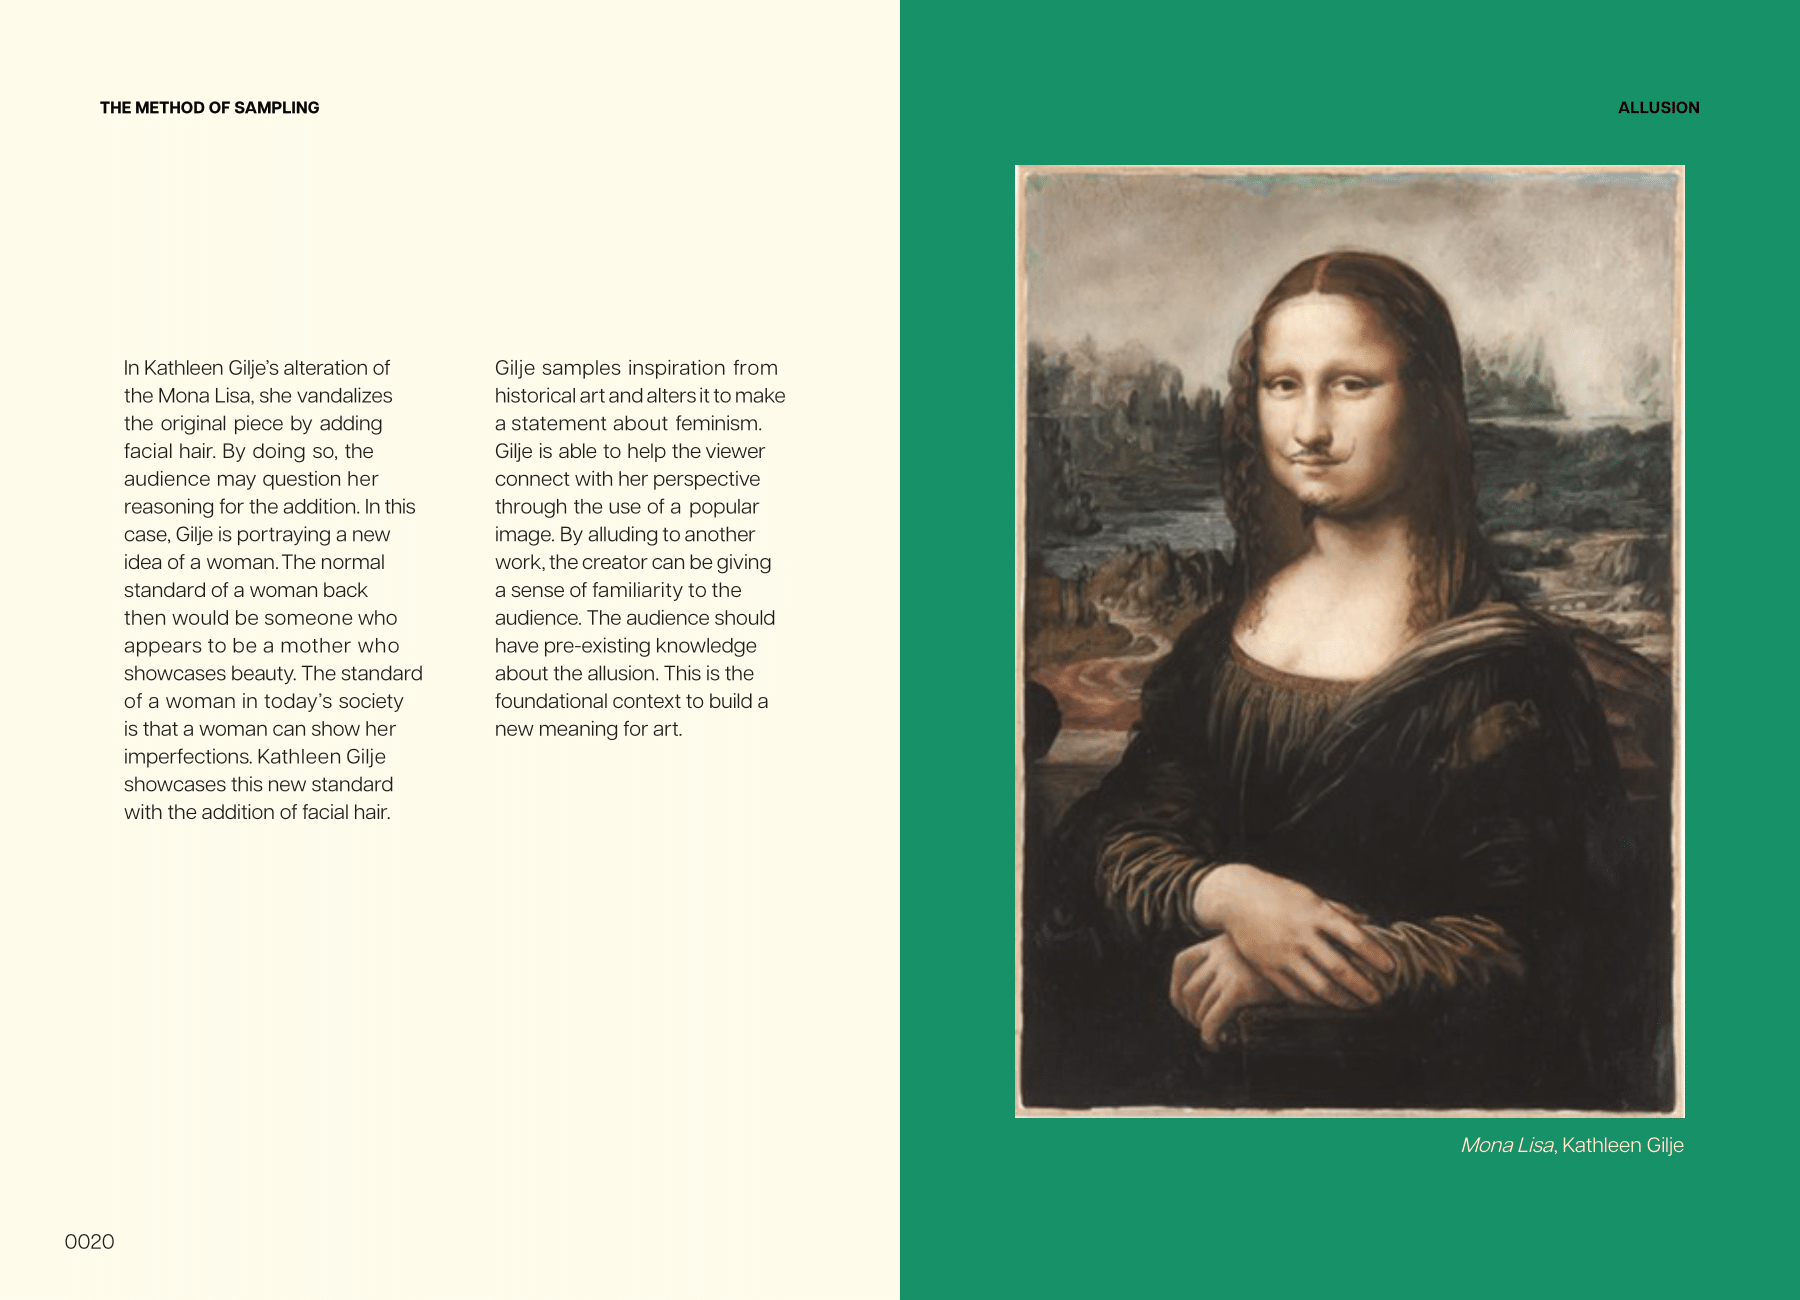 THE METHOD OF SAMPLING
In Kathleen Gilje’s alteration of
the Mona Lisa, she vandalizes
the original piece by adding
facial hair. By doing so, the
audience may question her
reasoning for the addition. In this
case, Gilje is portraying a new
idea of a woman. The normal
standard of a woman back
then would be someone who
appears to be a mother who
showcases beauty. The standard
of a woman in today’s society
is that a woman can show her
imperfections. Kathleen Gilje
showcases this new standard
with the addition of facial hair.
Gilje samples inspiration from
historical art and alters it to make
a statement about feminism.
Gilje is able to help the viewer
connect with her perspective
through the use of a popular
image. By alluding to another
work, the creator can be giving
a sense of familiarity to the
audience. The audience should
have pre-existing knowledge
about the allusion. This is the
foundational context to build a
new meaning for art.
0020
ALLUSION
Mona Lisa, Kathleen Gilje